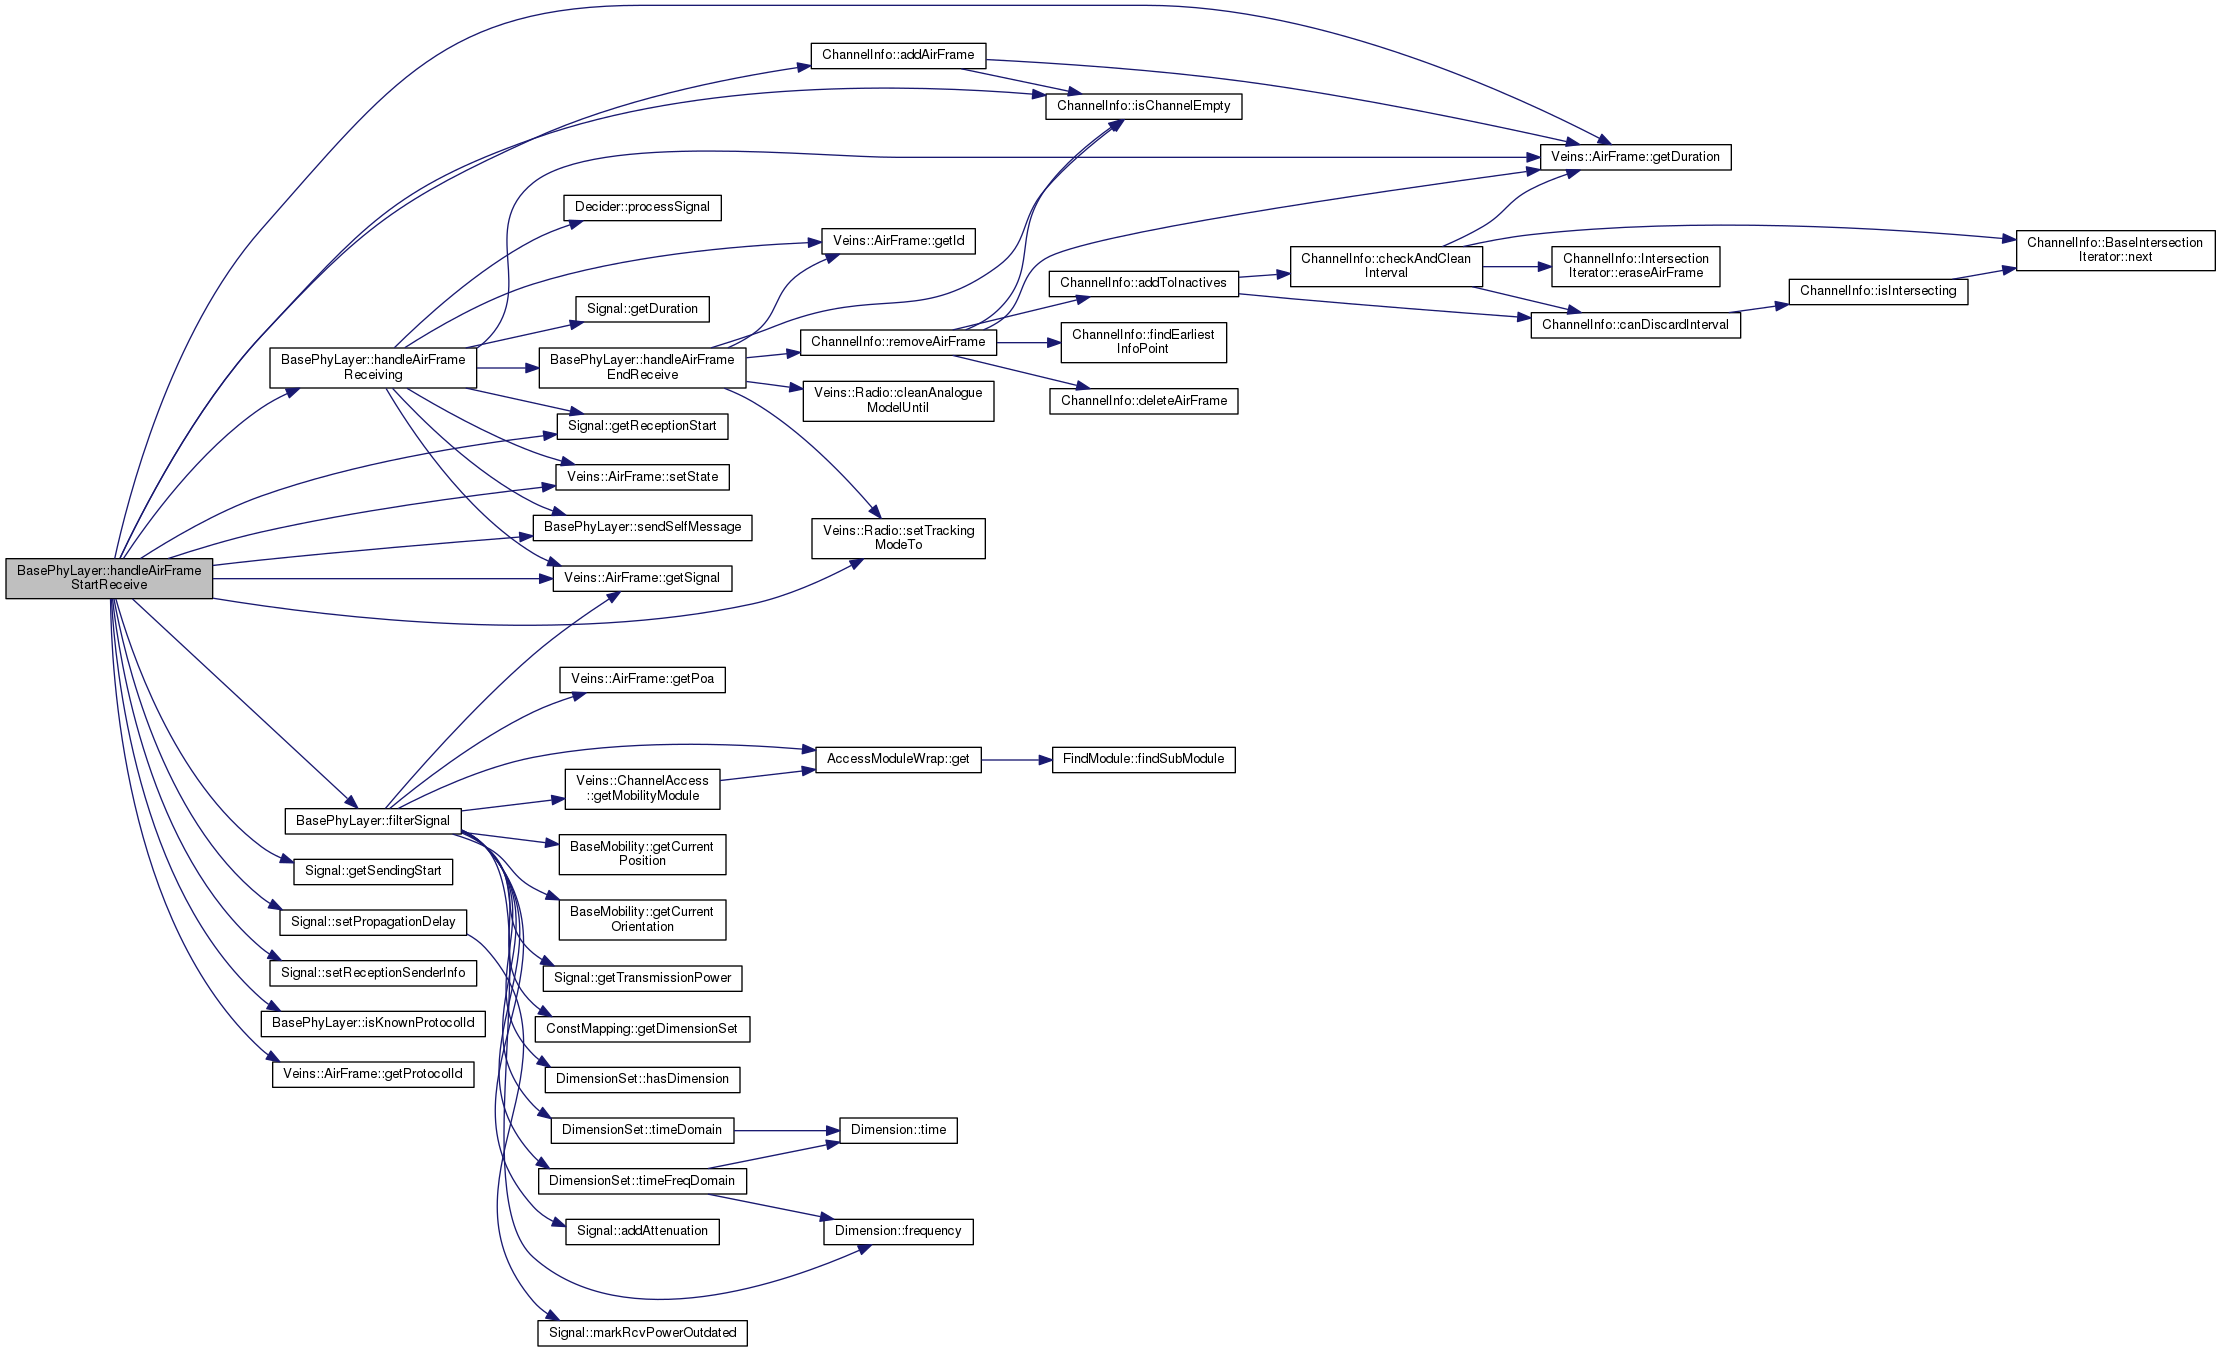 ChannelInfo::addAirFrame
ChannelInfo::isChannelEmpty
Veins::AirFrame::getDuration
Decider::processSignal
Veins::AirFrame::getId
ChannelInfo::BaseIntersection
Iterator::next
ChannelInfo::checkAndClean
Interval
ChannelInfo::Intersection
Iterator::eraseAirFrame
ChannelInfo::addToInactives
ChannelInfo::isIntersecting
Signal::getDuration
ChannelInfo::canDiscardInterval
BasePhyLayer::handleAirFrame
Receiving
BasePhyLayer::handleAirFrame
EndReceive
ChannelInfo::removeAirFrame
ChannelInfo::findEarliest
InfoPoint
Veins::Radio::cleanAnalogue
ModelUntil
ChannelInfo::deleteAirFrame
Signal::getReceptionStart
Veins::AirFrame::setState
BasePhyLayer::sendSelfMessage
Veins::Radio::setTracking
ModeTo
BasePhyLayer::handleAirFrame
StartReceive
Veins::AirFrame::getSignal
Veins::AirFrame::getPoa
AccessModuleWrap::get
FindModule::findSubModule
Veins::ChannelAccess
::getMobilityModule
BasePhyLayer::filterSignal
BaseMobility::getCurrent
Position
Signal::getSendingStart
BaseMobility::getCurrent
Orientation
Signal::setPropagationDelay
Signal::setReceptionSenderInfo
Signal::getTransmissionPower
BasePhyLayer::isKnownProtocolId
ConstMapping::getDimensionSet
Veins::AirFrame::getProtocolId
DimensionSet::hasDimension
DimensionSet::timeDomain
Dimension::time
DimensionSet::timeFreqDomain
Signal::addAttenuation
Dimension::frequency
Signal::markRcvPowerOutdated